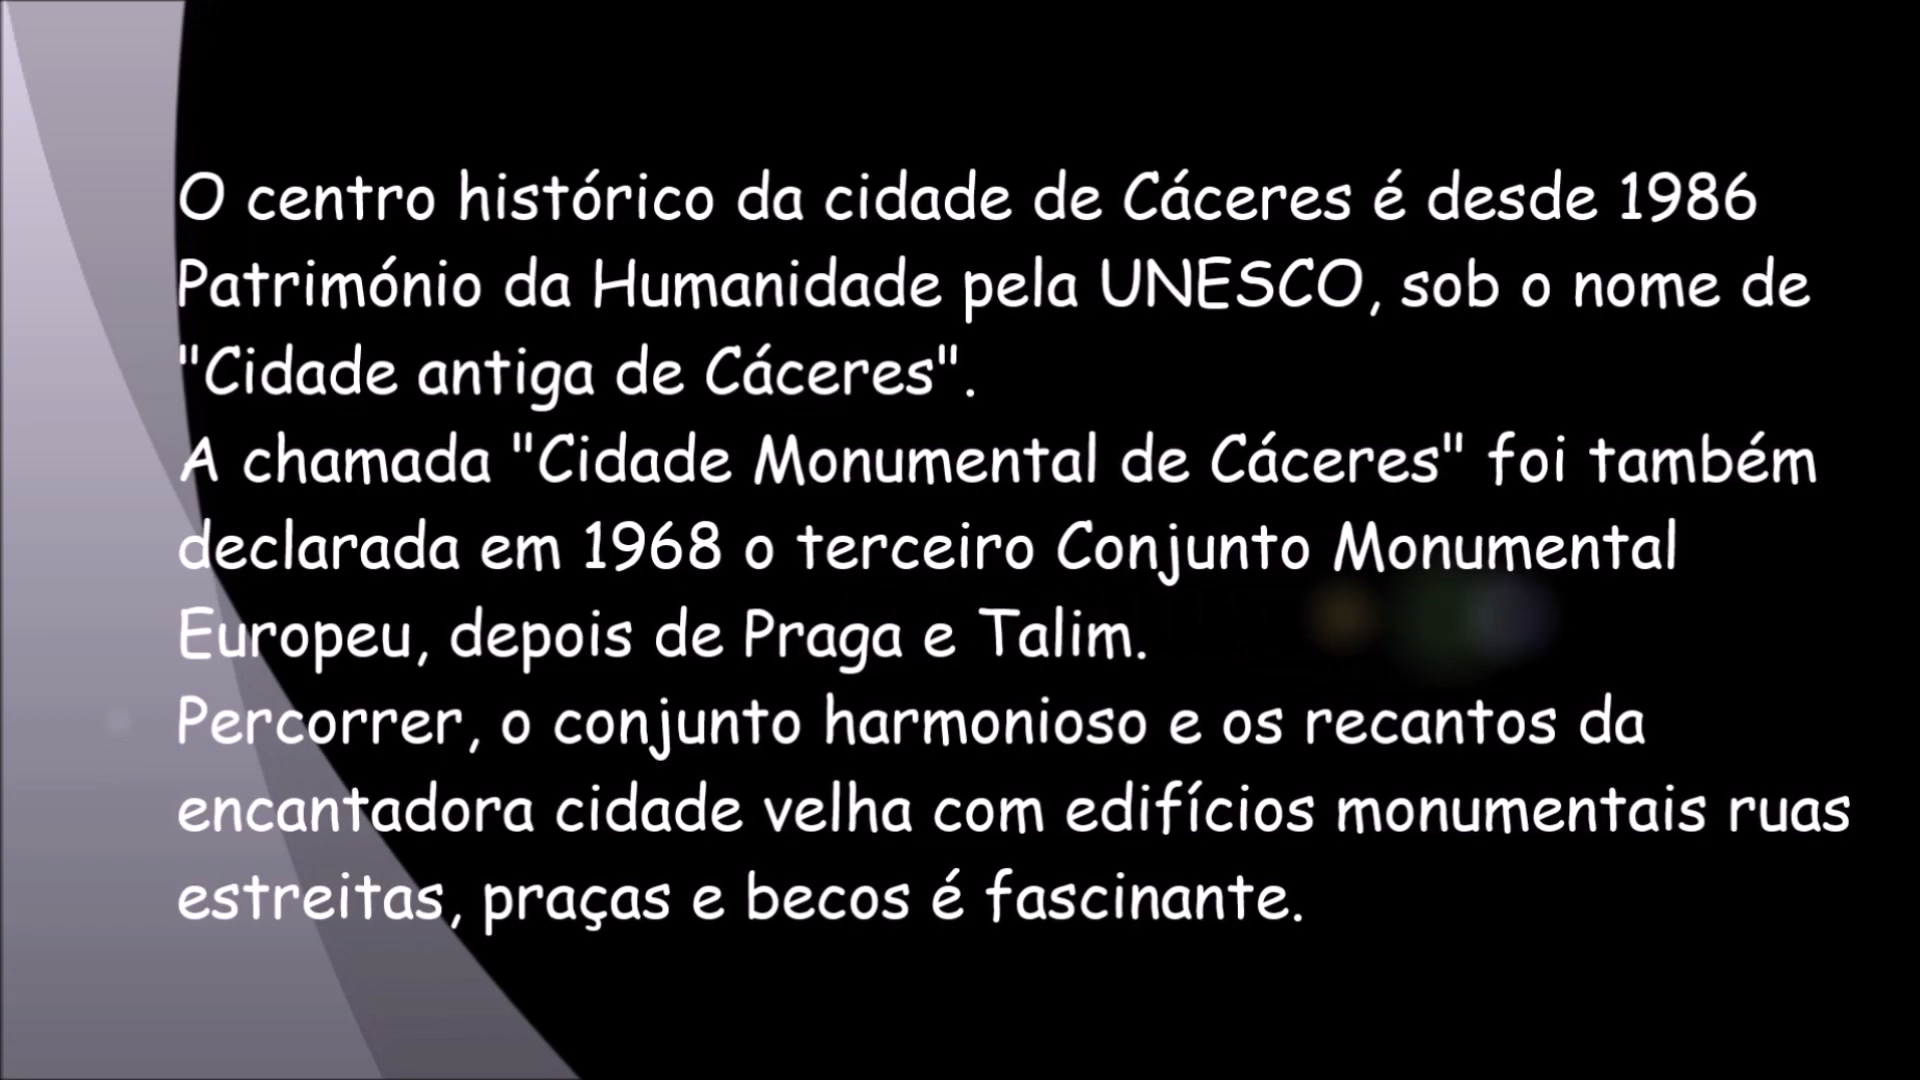 O centro histórico da cidade de Cáceres é desde 1986
Património da Humanidade pela UNESCO, sob o nome de
"Cidade antiga de Cáceres".
A chamada "Cidade Monumental de Cáceres" foi também
declarada em 1968 o terceiro Conjunto Monumental
Europeu, depois de Praga e Talim.
Percorrer, o conjunto harmonioso e os recantos da
encantadora cidade velha com edifícios monumentais ruas
estreitas, praças e becos é fascinante.